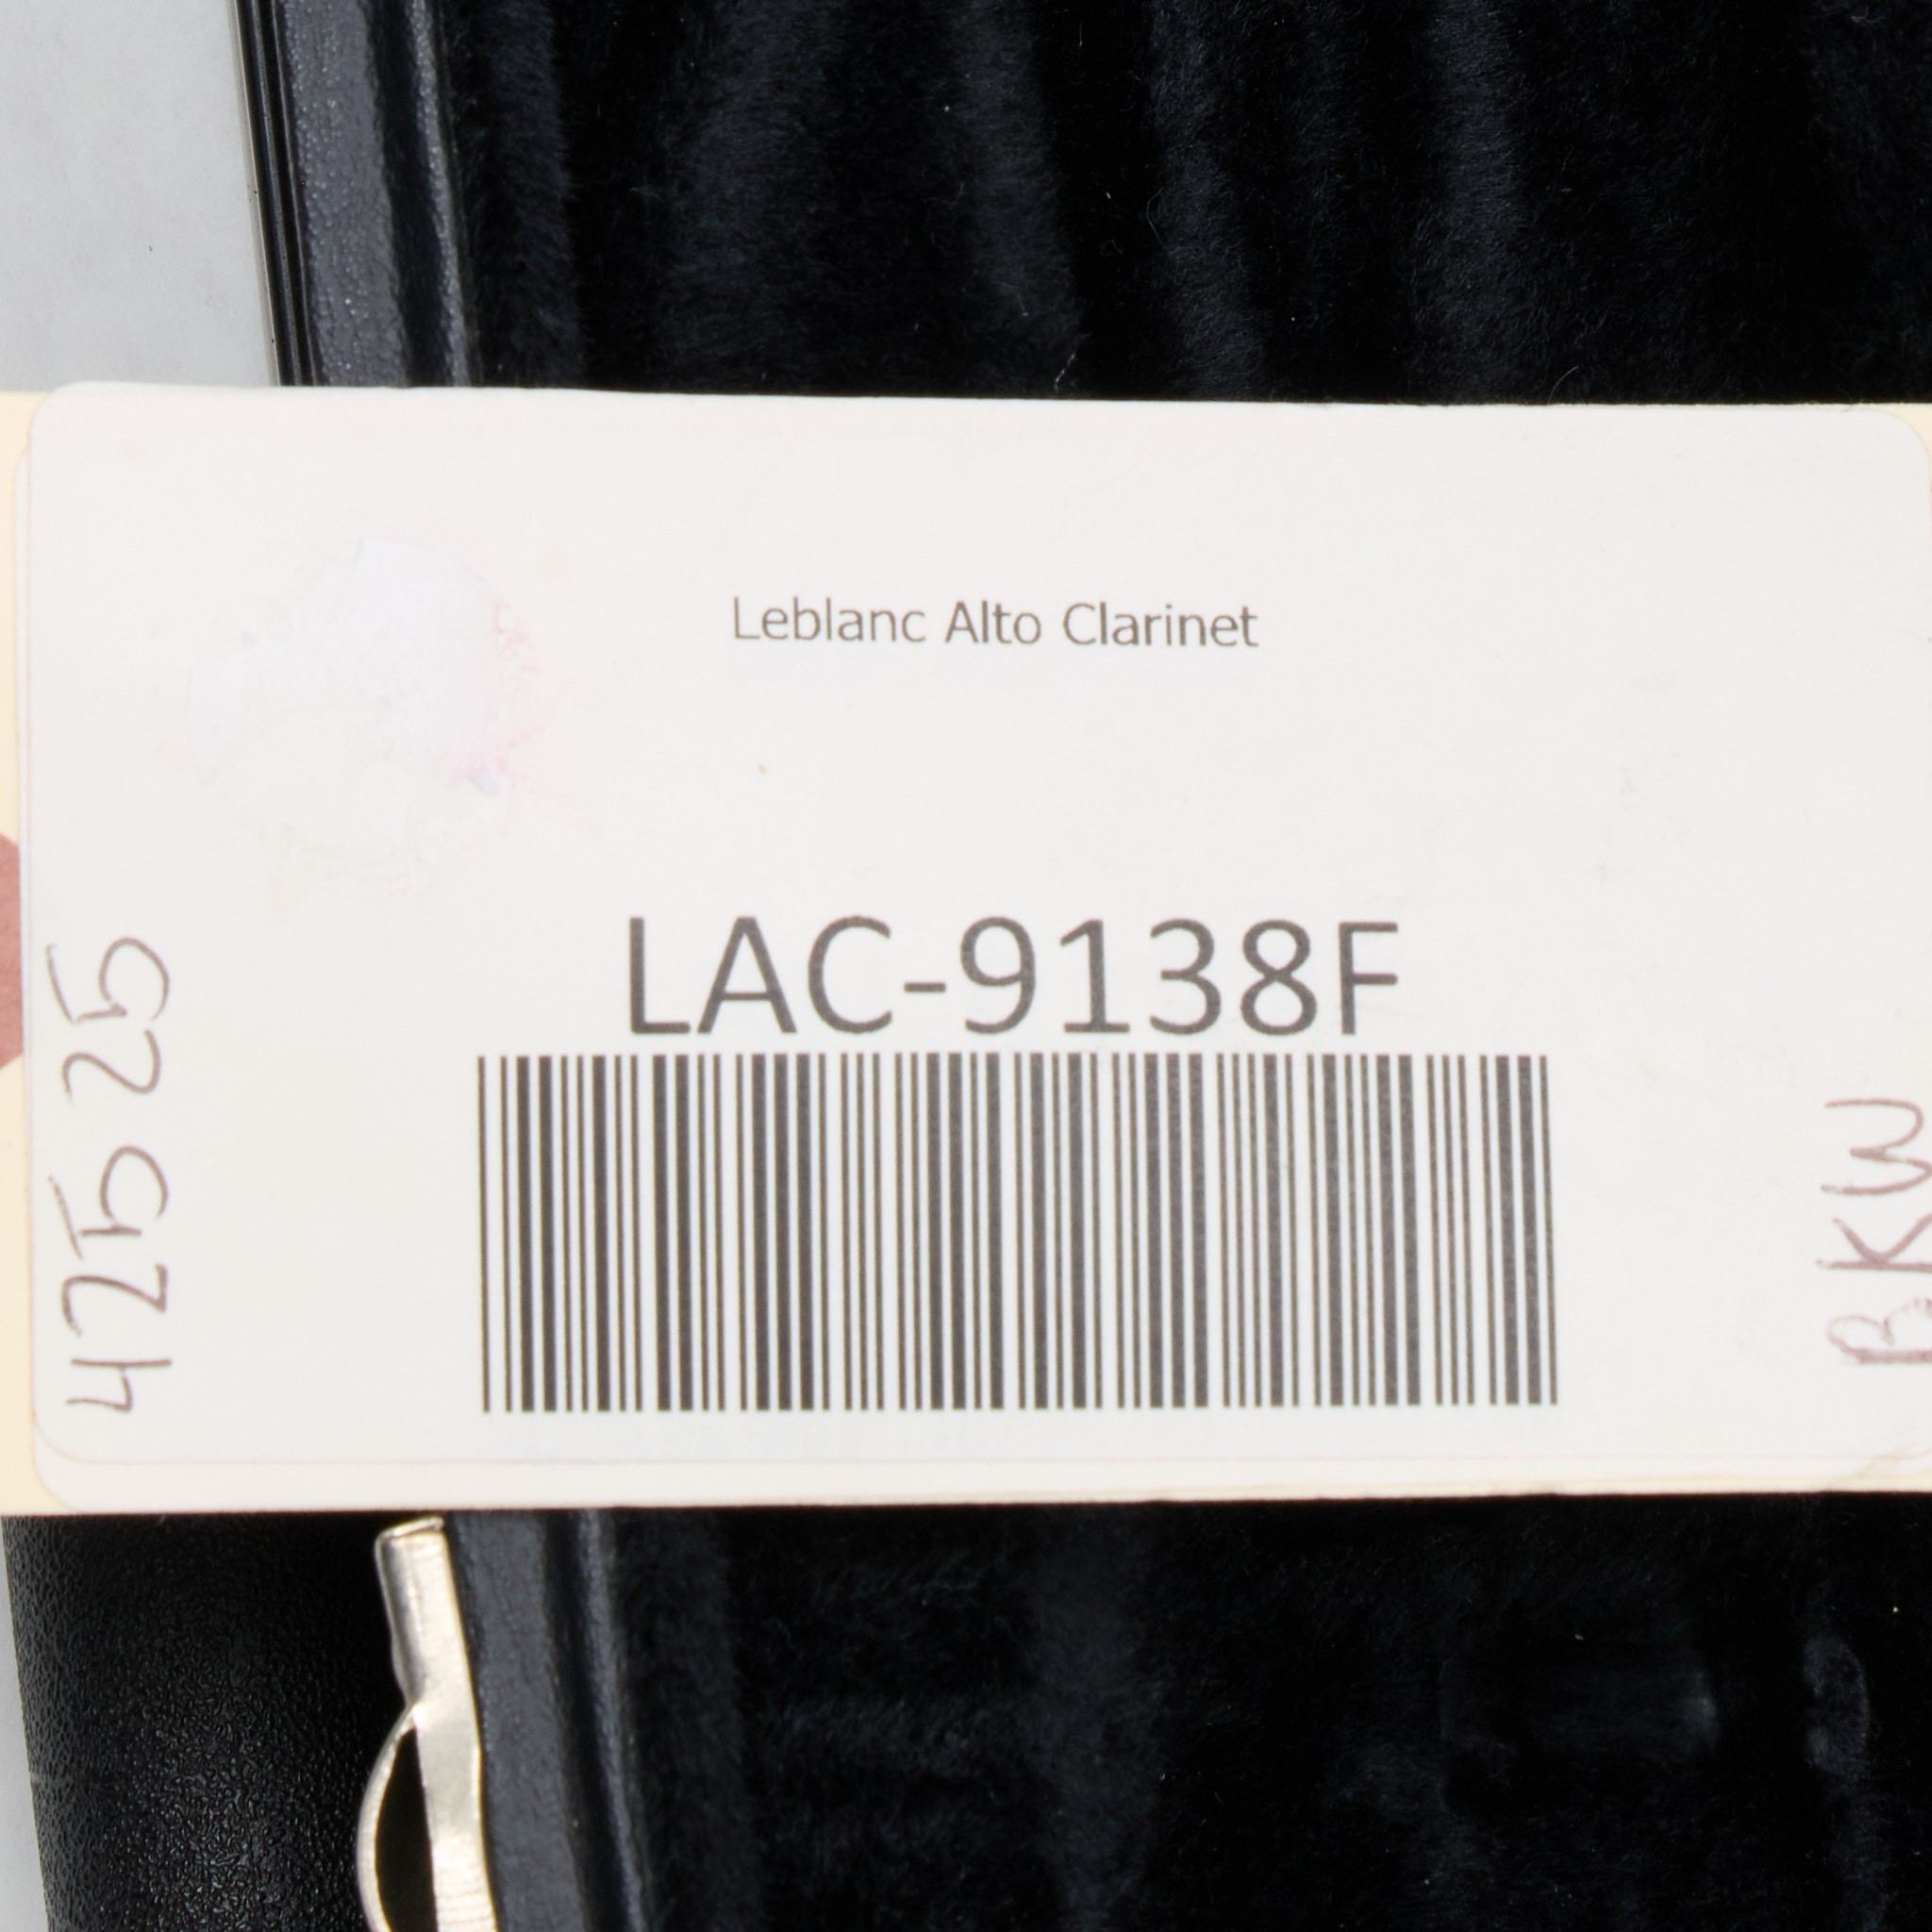 Leblanc Alto Clarinet
LAC-9138F
42525
BKW